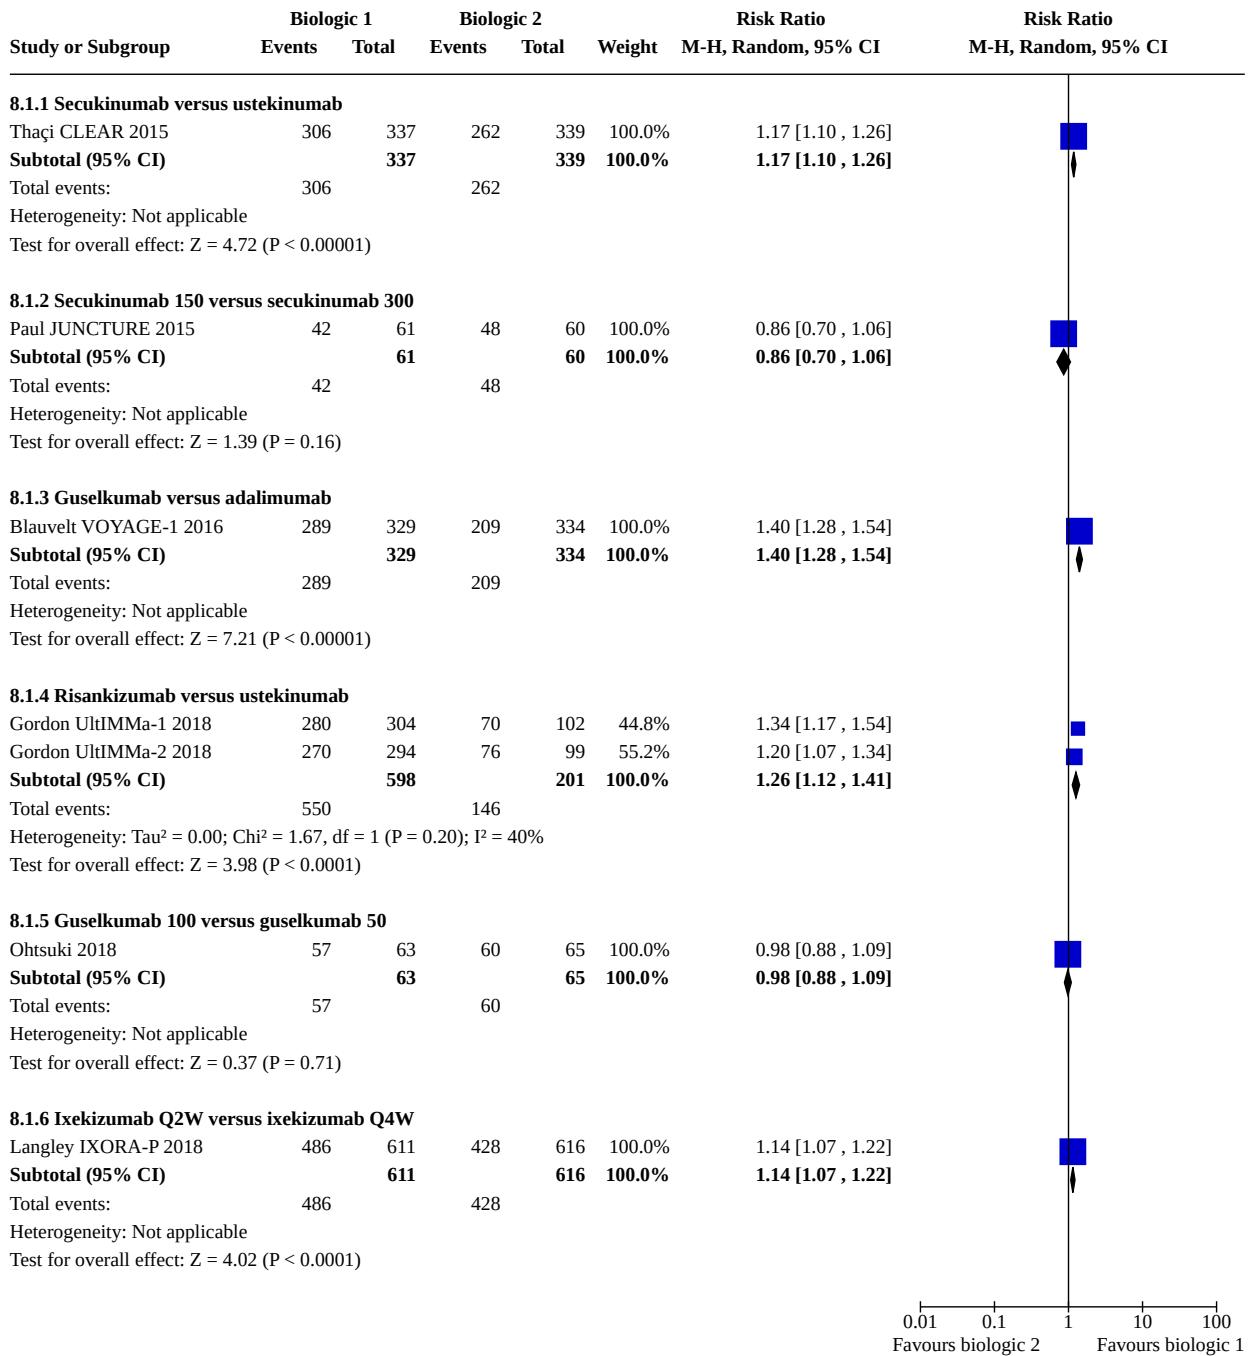 Biologic 1 Biologic 2 Risk Ratio Risk Ratio
Study or Subgroup Events Total Events Total Weight M-H, Random, 95% CI M-H, Random, 95% CI
8.1.1 Secukinumab versus ustekinumab
Thaçi CLEAR 2015 306 337 262 339 100.0% 1.17 [1.10 , 1.26]
Subtotal (95% CI) 337 339 100.0% 1.17 [1.10 , 1.26]
Total events: 306 262
Heterogeneity: Not applicable
Test for overall effect: Z = 4.72 (P < 0.00001)
8.1.2 Secukinumab 150 versus secukinumab 300
Paul JUNCTURE 2015 42 61 48 60 100.0% 0.86 [0.70 , 1.06]
Subtotal (95% CI) 61 60 100.0% 0.86 [0.70 , 1.06]
Total events: 42 48
Heterogeneity: Not applicable
Test for overall effect: Z = 1.39 (P = 0.16)
8.1.3 Guselkumab versus adalimumab
Blauvelt VOYAGE-1 2016 289 329 209 334 100.0% 1.40 [1.28 , 1.54]
Subtotal (95% CI) 329 334 100.0% 1.40 [1.28 , 1.54]
Total events: 289 209
Heterogeneity: Not applicable
Test for overall effect: Z = 7.21 (P < 0.00001)
8.1.4 Risankizumab versus ustekinumab
Gordon UltIMMa-1 2018 280 304 70 102 44.8% 1.34 [1.17 , 1.54]
Gordon UltIMMa-2 2018 270 294 76 99 55.2% 1.20 [1.07 , 1.34]
Subtotal (95% CI) 598 201 100.0% 1.26 [1.12 , 1.41]
Total events: 550 146
Heterogeneity: Tau² = 0.00; Chi² = 1.67, df = 1 (P = 0.20); I² = 40%
Test for overall effect: Z = 3.98 (P < 0.0001)
8.1.5 Guselkumab 100 versus guselkumab 50
Ohtsuki 2018 57 63 60 65 100.0% 0.98 [0.88 , 1.09]
Subtotal (95% CI) 63 65 100.0% 0.98 [0.88 , 1.09]
Total events: 57 60
Heterogeneity: Not applicable
Test for overall effect: Z = 0.37 (P = 0.71)
8.1.6 Ixekizumab Q2W versus ixekizumab Q4W
Langley IXORA-P 2018 486 611 428 616 100.0% 1.14 [1.07 , 1.22]
Subtotal (95% CI) 611 616 100.0% 1.14 [1.07 , 1.22]
Total events: 486 428
Heterogeneity: Not applicable
Test for overall effect: Z = 4.02 (P < 0.0001)
0.01 0.1 1 10 100
Favours biologic 2 Favours biologic 1